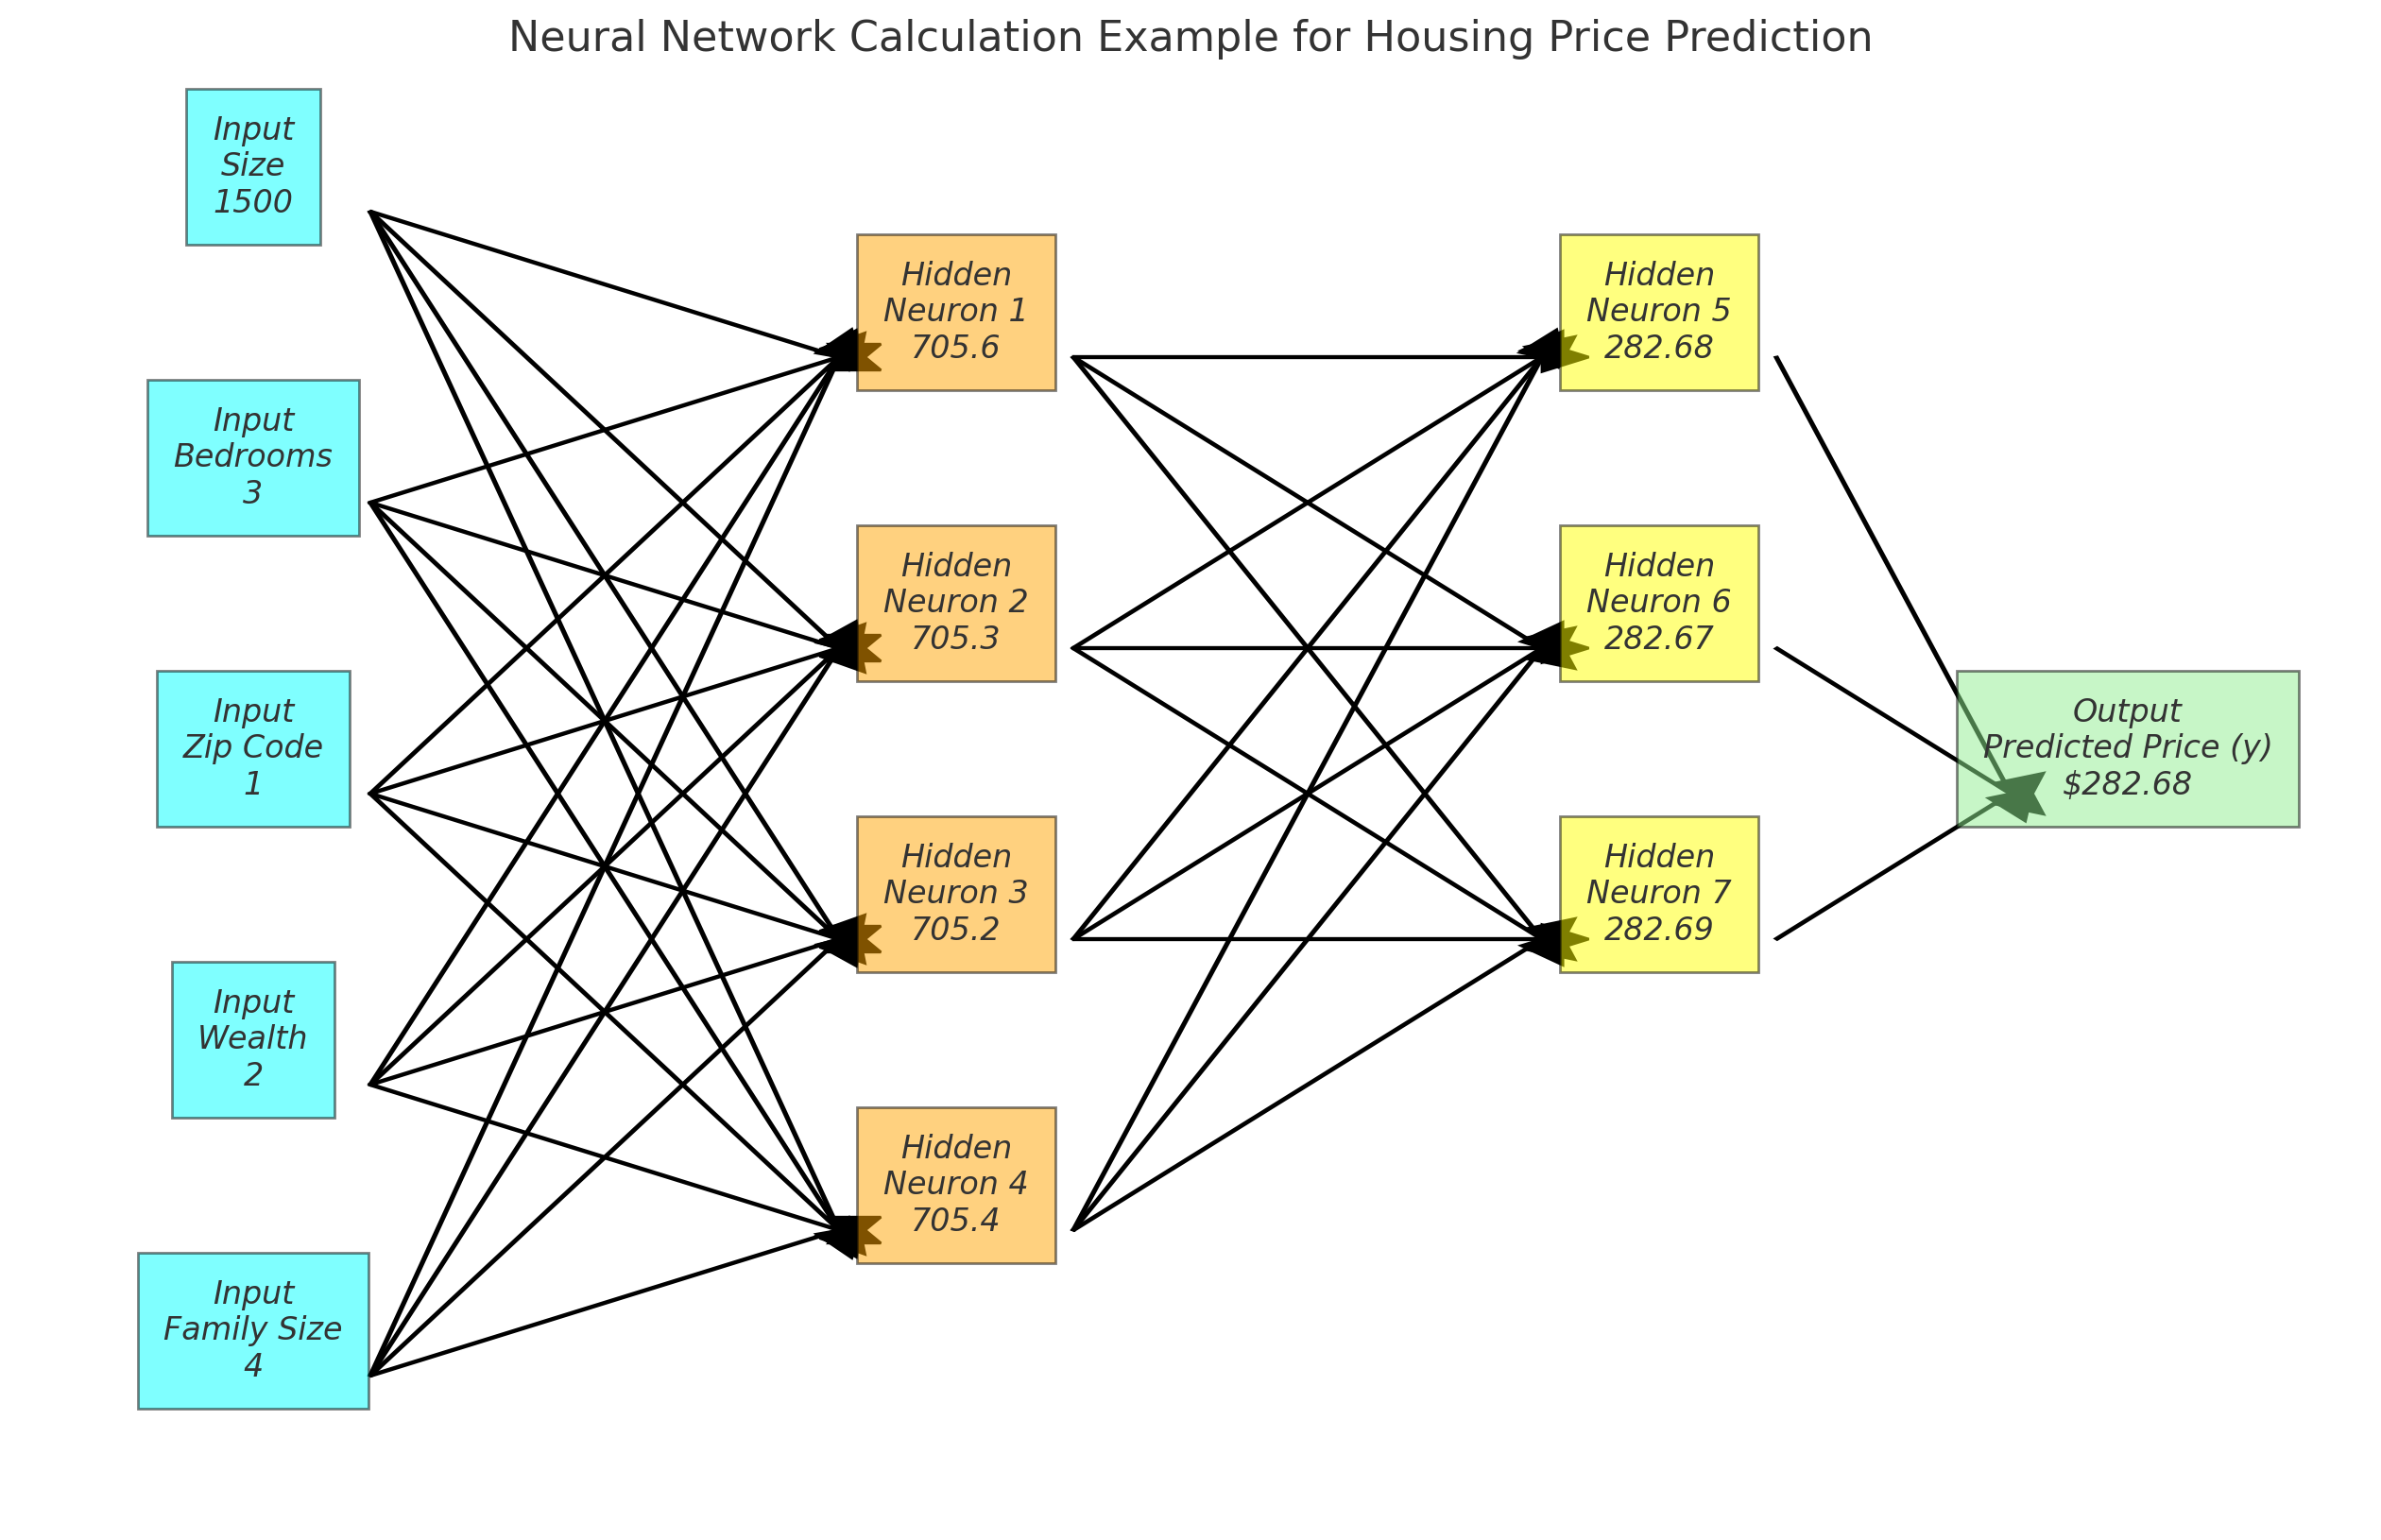 Neural Network Calculation Example for Housing Price Prediction
Input
Size
1500
Input
Bedrooms
3
Input
Zip Code
1
Input
Wealth
2
Input
Family Size
4
Hidden
Neuron 1
705.6
Hidden
Neuron 2
705.3
Hidden
Neuron 3
705.2
Hidden
Neuron 4
705.4
Hidden
Neuron 5
282.68
Hidden
Neuron 6
282.67
Hidden
Neuron 7
282.69
Output
Predicted Price (y)
$282.68